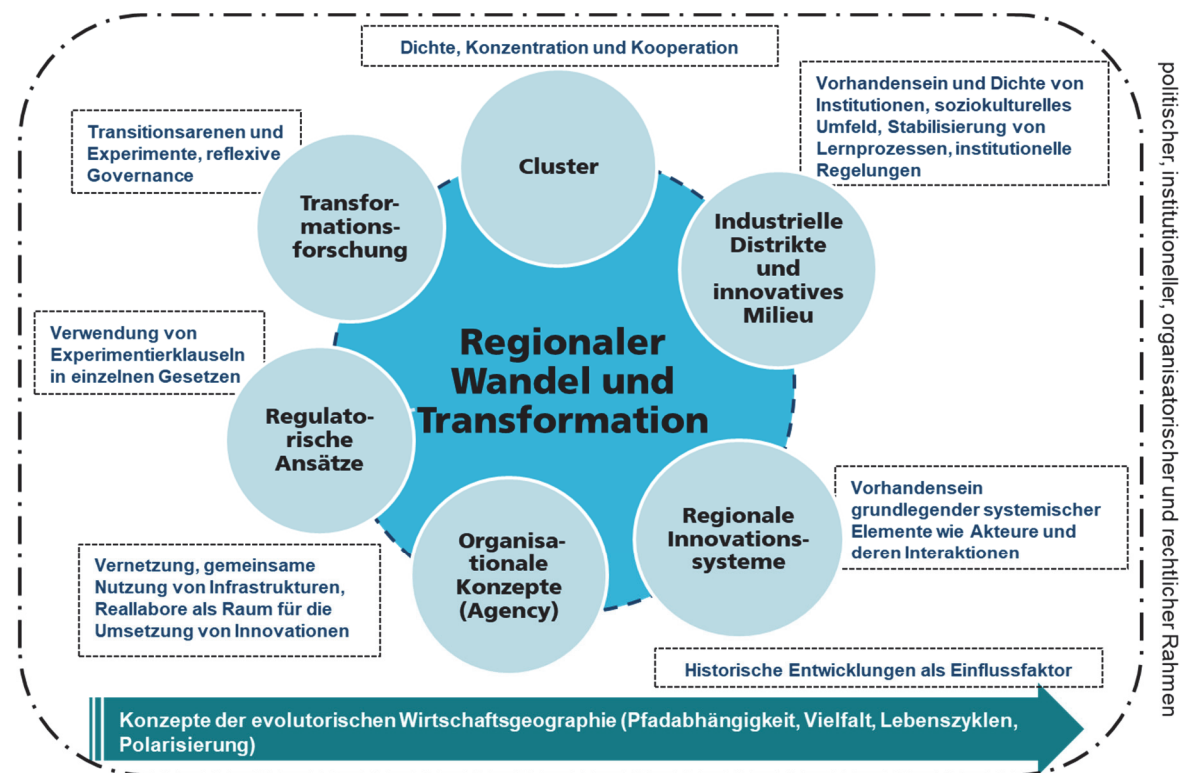 Dichte, Konzentration und Kooperation
Cluster
Vorhandensein und Dichte von
Institutionen, soziokulturelles
Umfeld, Stabilisierung von
Lernprozessen, institutionelle
Regelungen
Industrielle
Distrikte
und
innovatives
Milieu
Transitionsarenen und
Experimente, reflexive
Governance
Transfor-
mations-
forschung
Regionaler
Wandel und
Transformation
Verwendung von
Experimentierklauseln
in einzelnen Gesetzen
Regulato-
rische
Ansätze
Vorhandensein
grundlegender systemischer
Elemente wie Akteure und
deren Interaktionen
Regionale
Innovations-
systeme
Organisa-
tionale
Konzepte
(Agency)
Vernetzung, gemeinsame
Nutzung von Infrastrukturen,
Reallabore als Raum für die
Umsetzung von Innovationen
Historische Entwicklungen als Einflussfaktor
Konzepte der evolutorischen Wirtschaftsgeographie (Pfadabhängigkeit, Vielfalt, Lebenszyklen,
Polarisierung)
politischer, institutioneller, organisatorischer und rechtlicher Rahmen